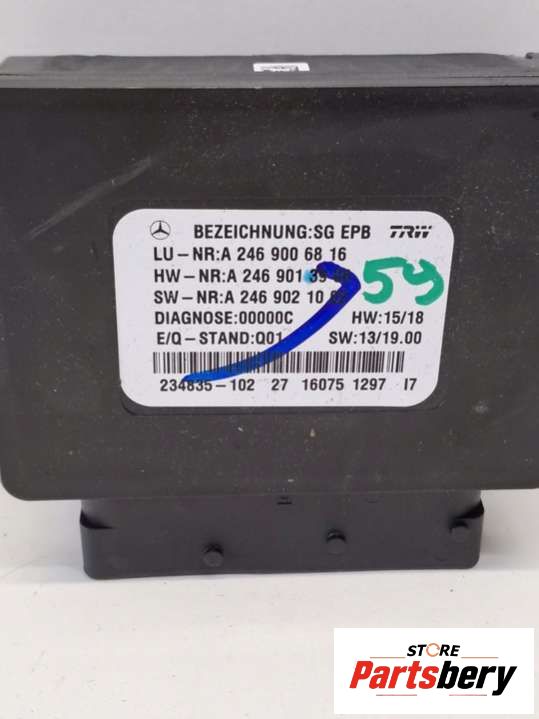 BEZEICHNUNG:SG EPB TRW
LU-NR:A 246 900 68 16
HW-NR:A 246 901
SW-NR:A 246 902 10
59
DIAGNOSE:00000C HW:15/18
E/Q-STAND:Q01 SW:13/19.00
234835-102 27 16075 1297 I7
STORE
Partsbery